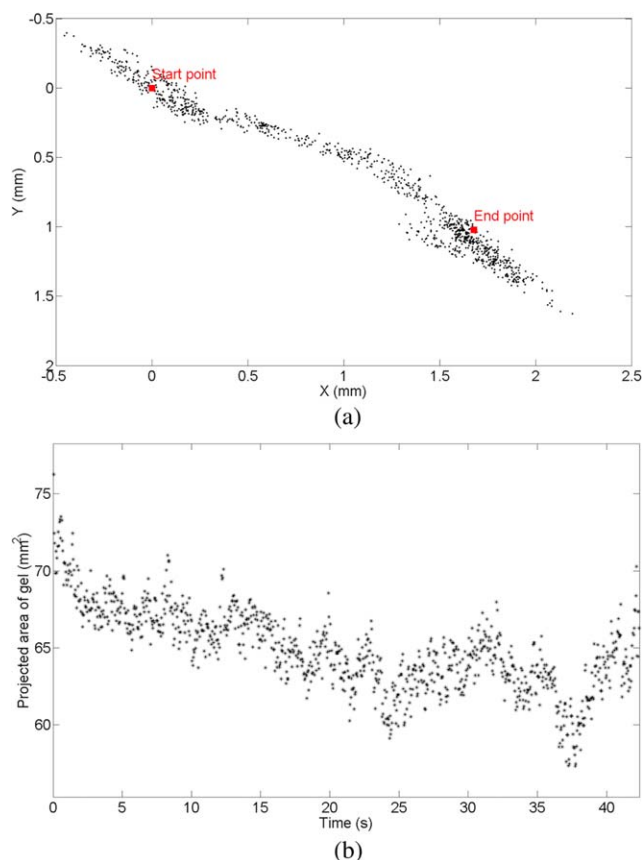 -0.5
Start point
0
Y (mm)
0.5
1
End point
1.5
2
-0.5 0 0.5 1 1.5 2 2.5
X (mm)
(a)
75
70
Projected area of gel (mm²)
65
60
0 5 10 15 20 25 30 35 40
Time (s)
(b)